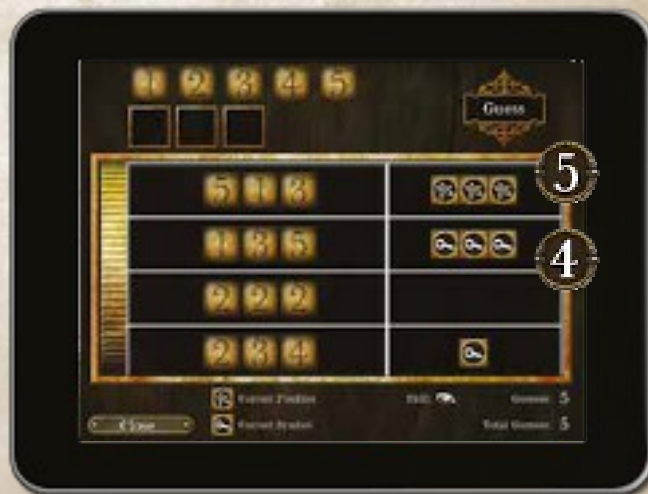 1 2 3 4 5
Guess
5 1 3
5
1 3 5
4
2 2 2
2 3 4
Correct Position
Skill:
Guesses: 5
Close
Correct Symbol
Total Guesses: 5